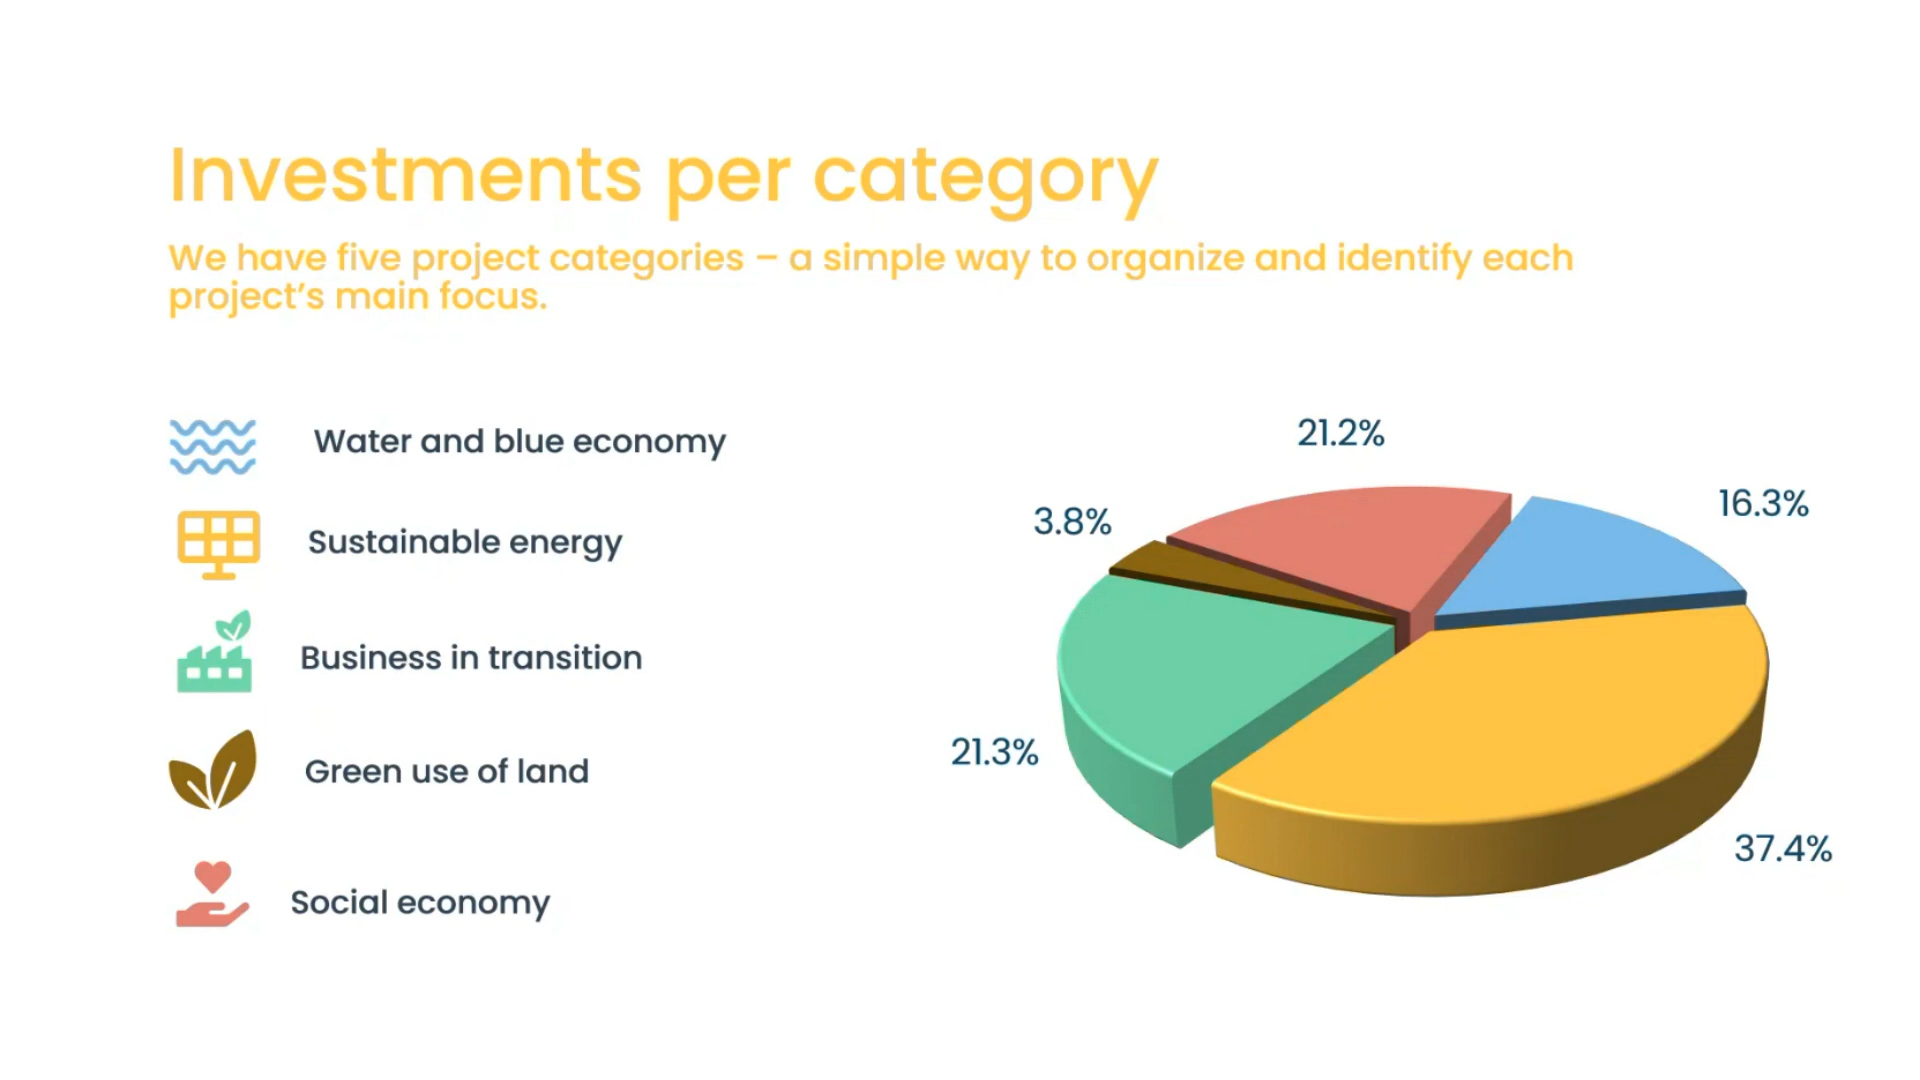 Investments per category
We have five project categories – a simple way to organize and identify each
project’s main focus.
Water and blue economy
Sustainable energy
Business in transition
Green use of land
Social economy
21.2%
16.3%
3.8%
21.3%
37.4%